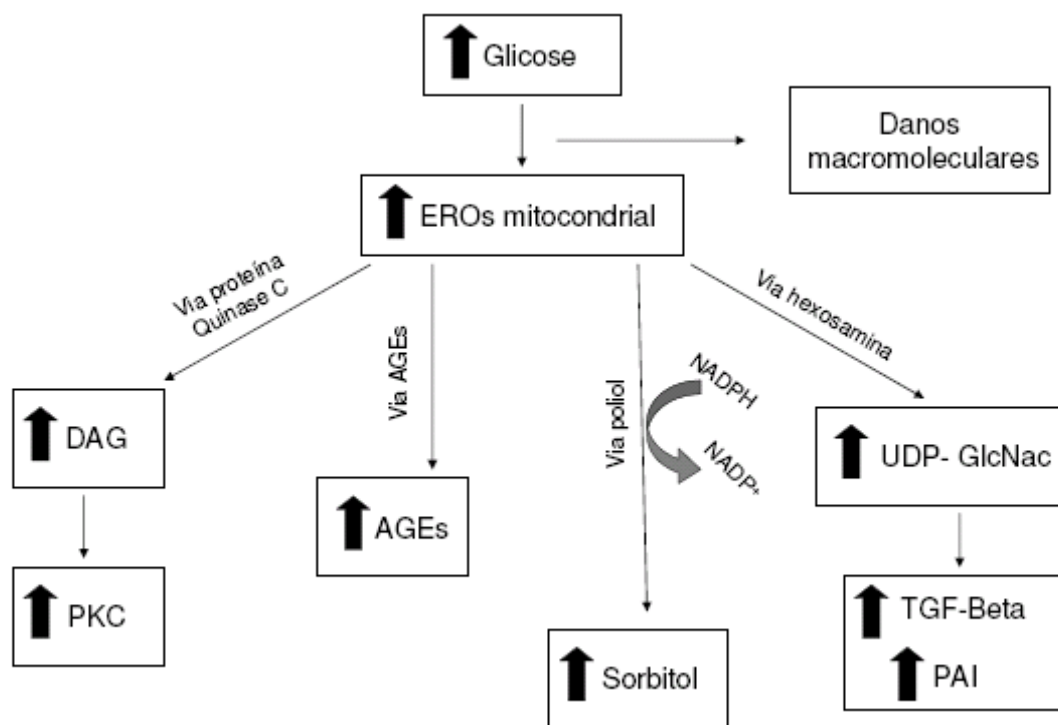 Glicose
Danos
macromoleculares
EROs mitocondrial
Via proteína
Quinase C
Via AGEs
Via poliol
NADPH
NADP+
Via hexosamina
DAG
AGEs
UDP- GlcNac
PKC
Sorbitol
TGF-Beta
PAI